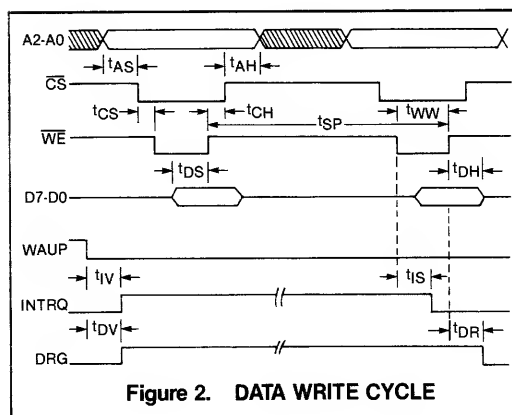 A2-A0
tAS
tAH
CS
tCS
tCH
tWW
tSP
WE
tDS
tDH
D7-D0
WAUP
tIV
tIS
INTRQ
tDV
tDR
DRG
Figure 2. DATA WRITE CYCLE